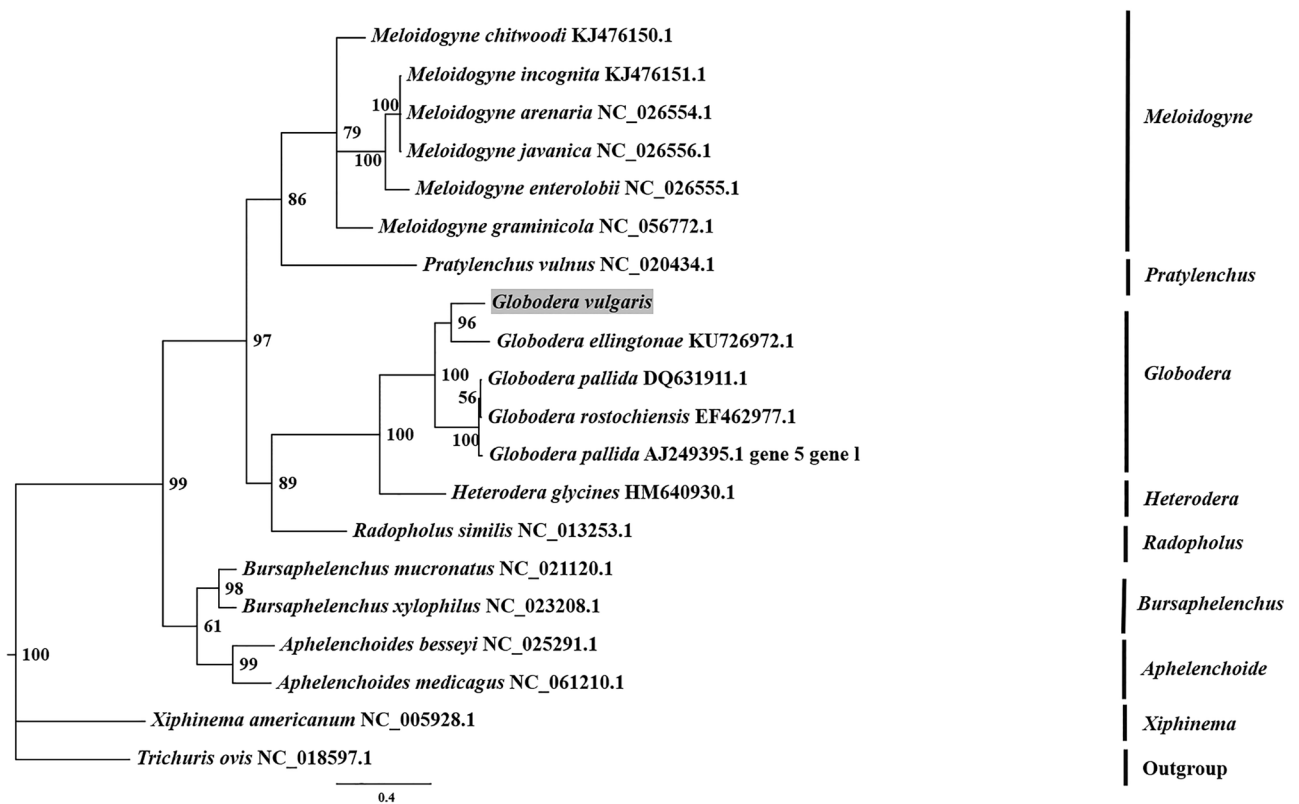 Meloidogyne chitwoodi KJ476150.1
Meloidogyne incognita KJ476151.1
100
Meloidogyne arenaria NC_026554.1
Meloidogyne
79
Meloidogyne javanica NC_026556.1
100
Meloidogyne enterolobii NC_026555.1
86
Meloidogyne graminicola NC_056772.1
Pratylenchus vulnus NC_020434.1
Pratylenchus
Globodera vulgaris
96
97
Globodera ellingtonae KU726972.1
100
Globodera pallida DQ631911.1
Globodera
56
Globodera rostochiensis EF462977.1
100
100
Globodera pallida AJ249395.1 gene 5 gene l
99
89
Heterodera glycines HM640930.1
Heterodera
Radopholus similis NC_013253.1
Radopholus
Bursaphelenchus mucronatus NC_021120.1
98
Bursaphelenchus xylophilus NC_023208.1
Bursaphelenchus
61
Aphelenchoides besseyi NC_025291.1
100
99
Aphelenchoide
Aphelenchoides medicagus NC_061210.1
Xiphinema americanum NC_005928.1
Xiphinema
Trichuris ovis NC_018597.1
Outgroup
0.4